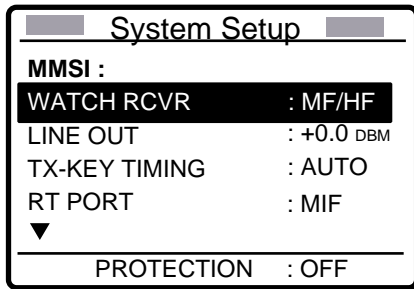 System Setup
MMSI :
WATCH RCVR : MF/HF
LINE OUT : +0.0 DBM
TX-KEY TIMING : AUTO
RT PORT : MIF
▼
PROTECTION : OFF